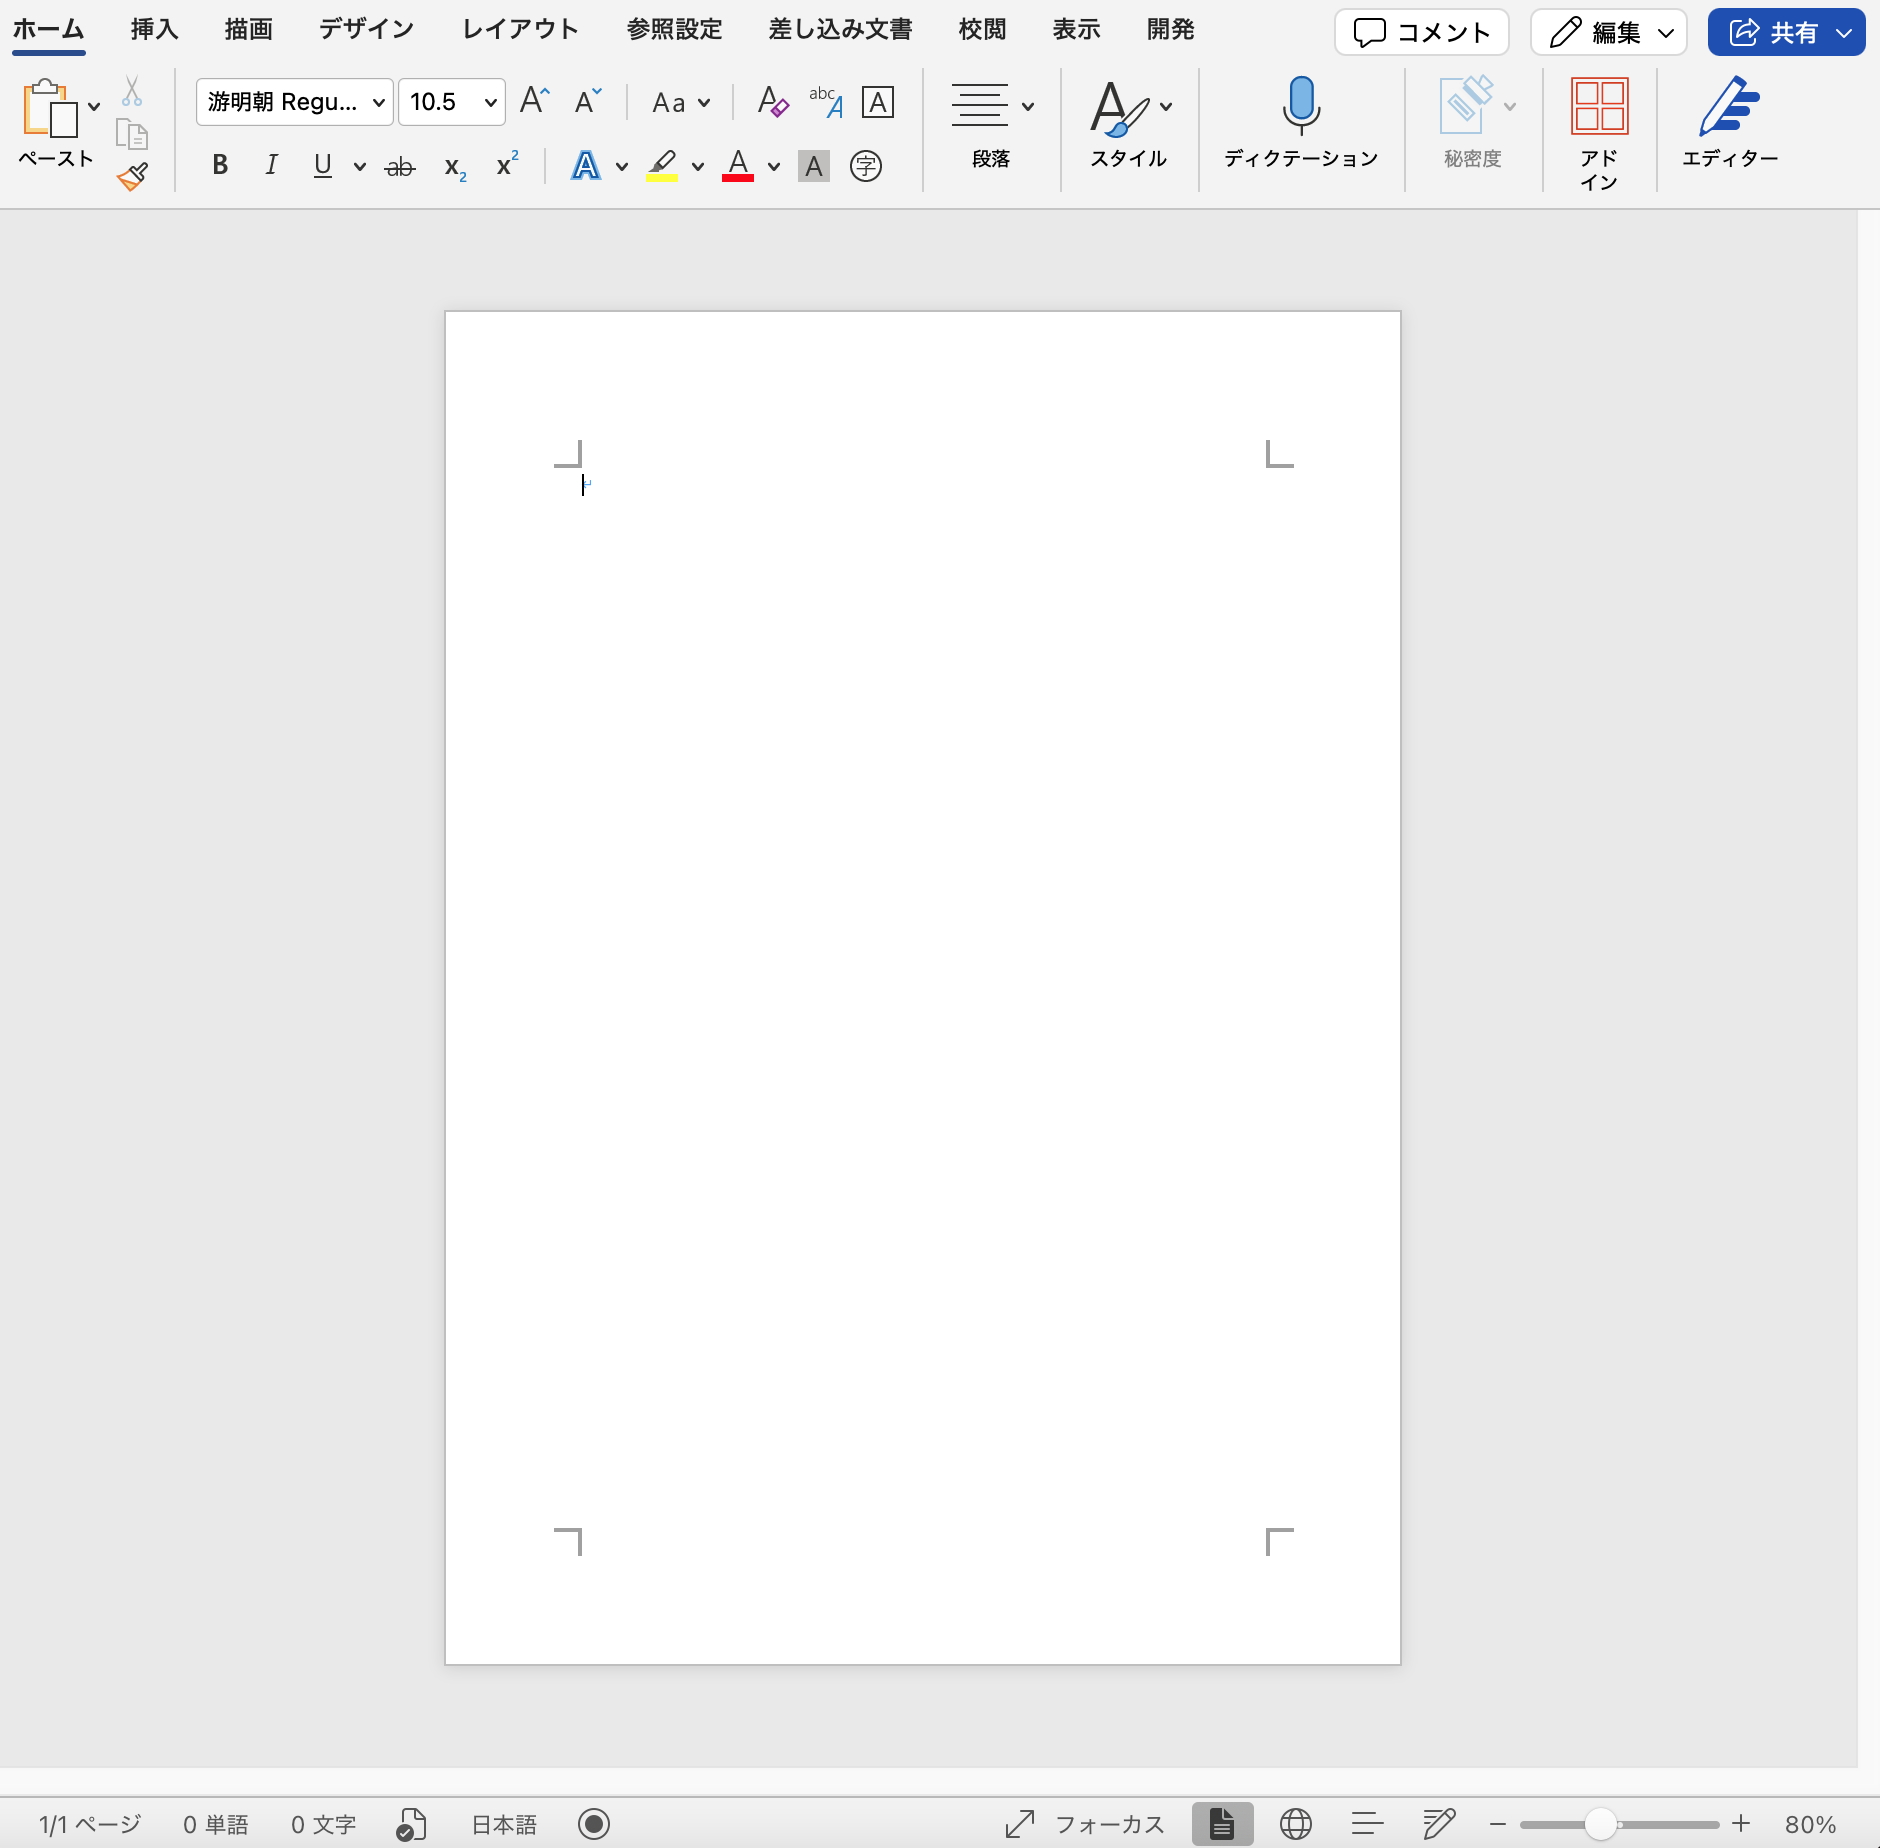 ホーム 挿入 描画 デザイン レイアウト 参照設定 差し込み文書 校閲 表示 開発 コメント 編集 共有
ペースト
游明朝 Regu... 10.5 A A Aa A abc A A
B I U ab x2 x2 A A A 字
段落
スタイル
ディクテーション
秘密度
アド
イン
エディター
1/1 ページ 0 単語 0 文字 日本語 フォーカス 80%